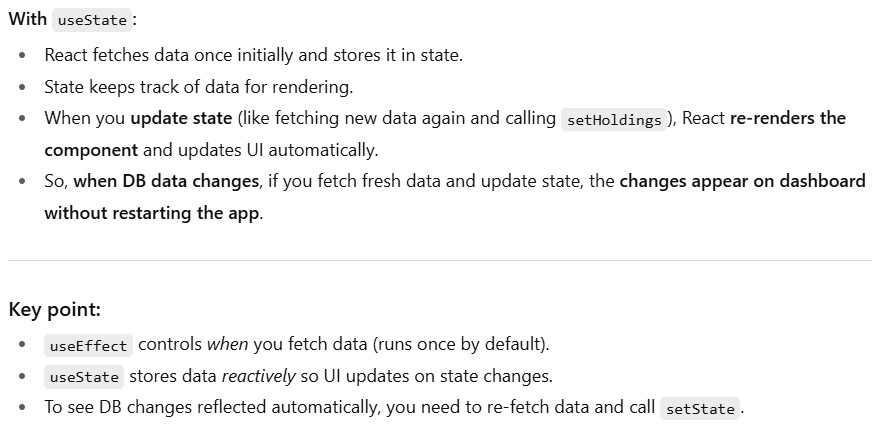 With useState:
React fetches data once initially and stores it in state.
State keeps track of data for rendering.
When you update state (like fetching new data again and calling setHoldings), React re-renders the
component and updates UI automatically.
So, when DB data changes, if you fetch fresh data and update state, the changes appear on dashboard
without restarting the app.
Key point:
useEffect controls when you fetch data (runs once by default).
useState stores data reactively so UI updates on state changes.
To see DB changes reflected automatically, you need to re-fetch data and call setState.